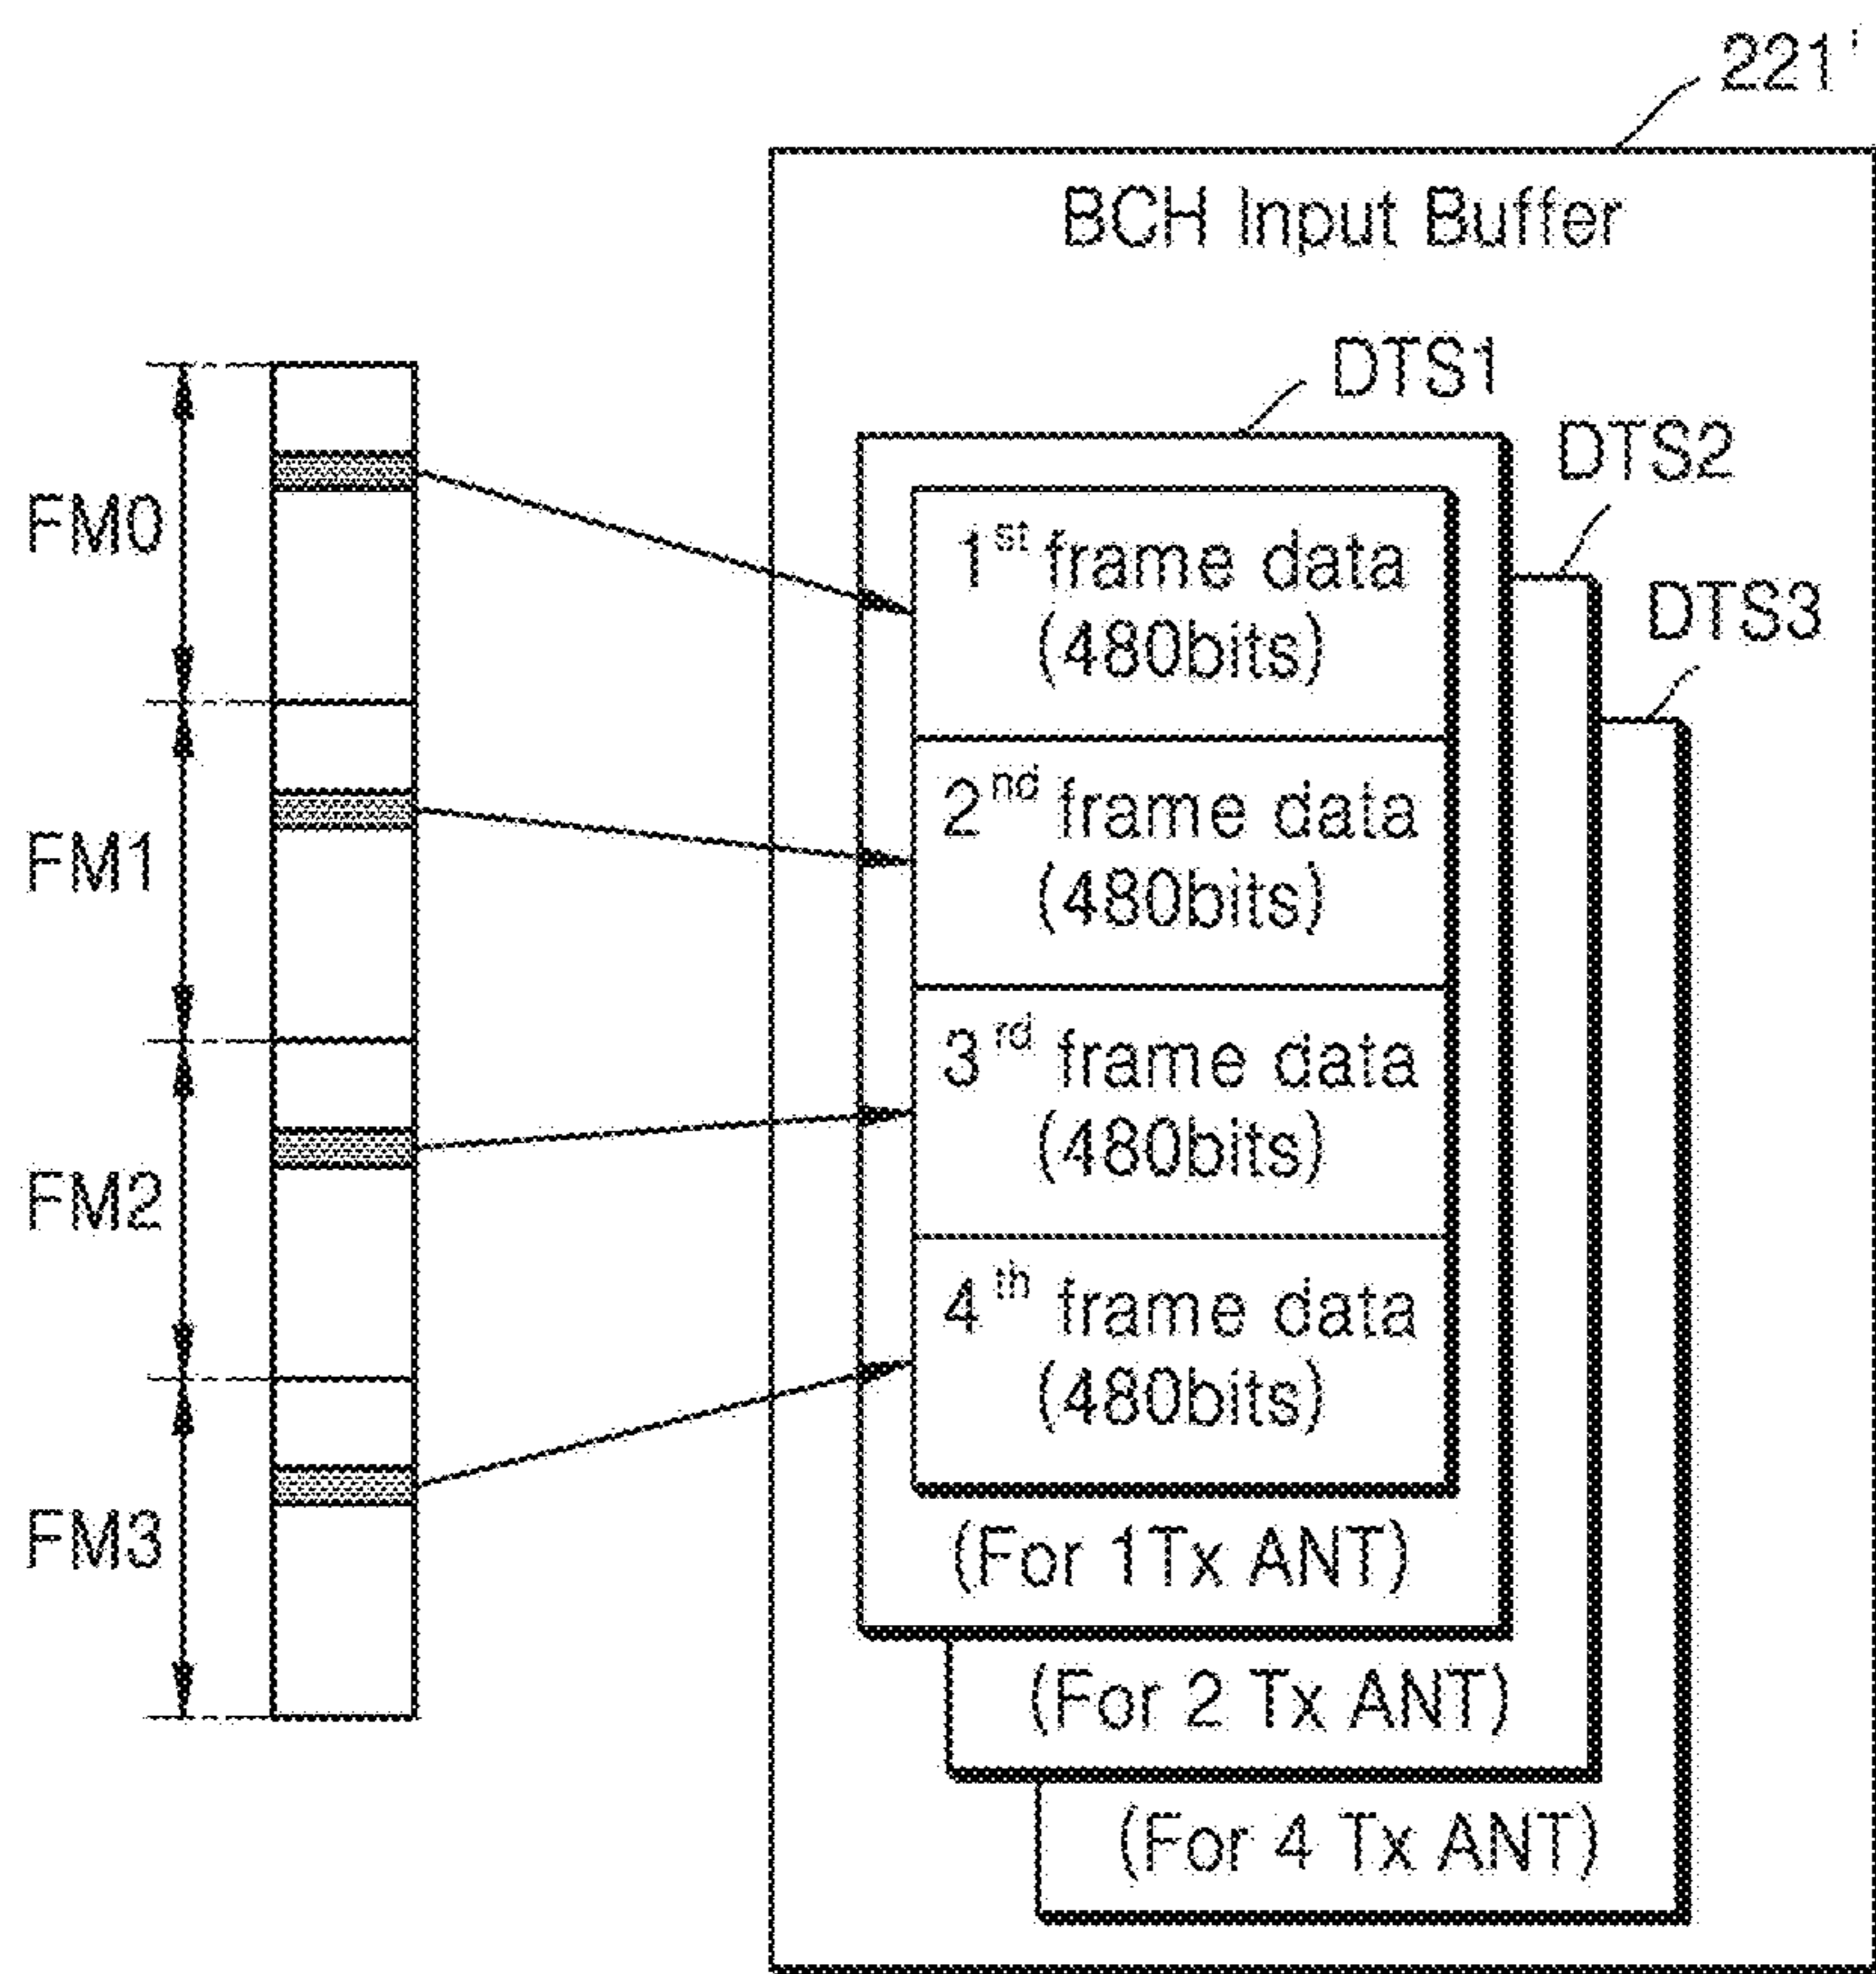 221'
BCH Input Buffer
DTS1
DTS2
DTS3
FM0
FM1
FM2
FM3
1st frame data
(480bits)
2nd frame data
(480bits)
3rd frame data
(480bits)
4th frame data
(480bits)
(For 1Tx ANT)
(For 2 Tx ANT)
(For 4 Tx ANT)